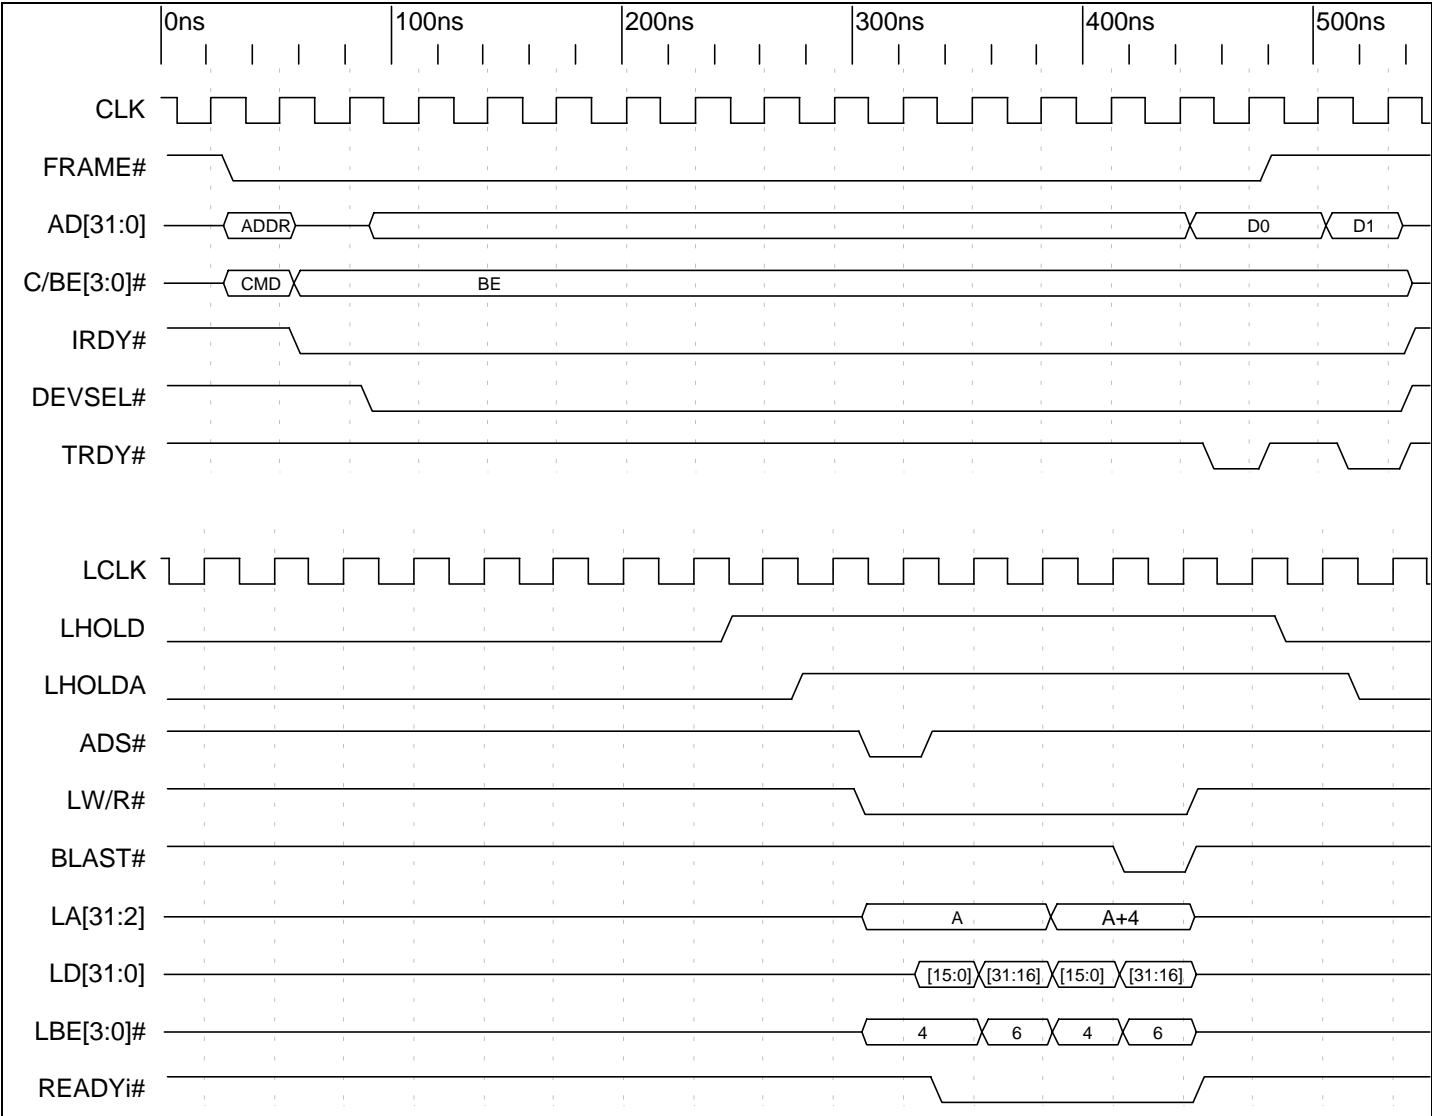 0ns 100ns 200ns 300ns 400ns 500ns
CLK
FRAME#
AD[31:0] ADDR D0 D1
C/BE[3:0]# CMD BE
IRDY#
DEVSEL#
TRDY#
LCLK
LHOLD
LHOLDA
ADS#
LW/R#
BLAST#
LA[31:2] A A+4
LD[31:0] [15:0] [31:16] [15:0] [31:16]
LBE[3:0]# 4 6 4 6
READYi#